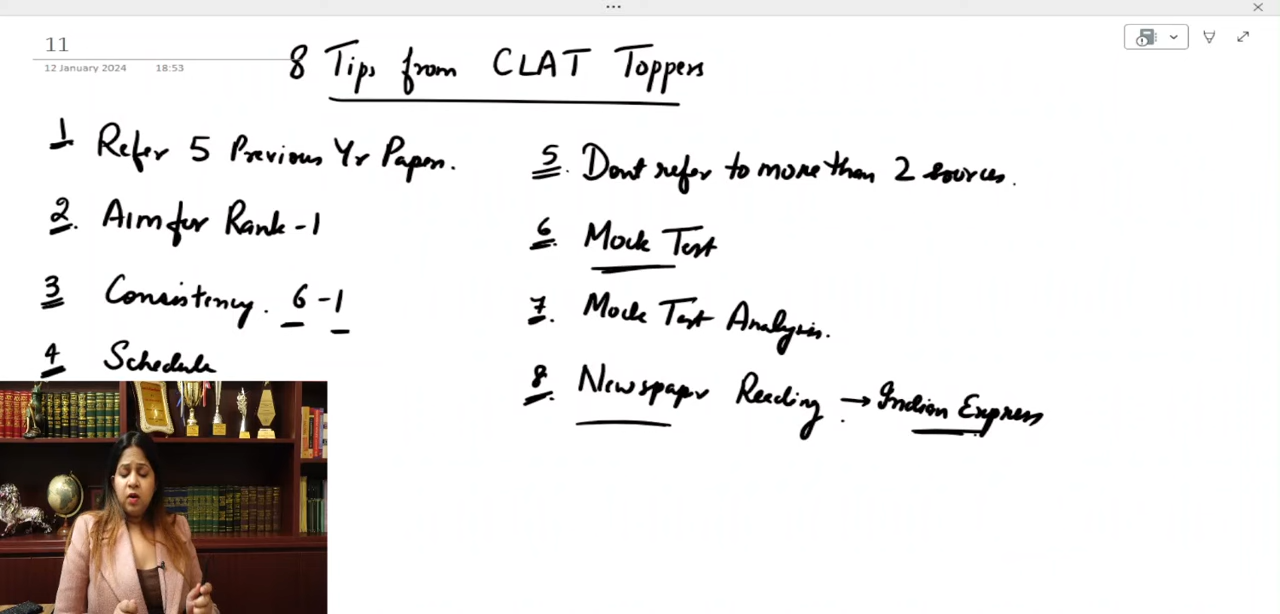 11
12 January 2024 18:53
8 Tips from CLAT Toppers
1 Refer 5 Previous Yr Papers.
2. Aim for Rank -1
3 Consistency. 6 -1
4 Schedule
5. Dont refer to more than 2 sources.
6. Mock Test
7. Mock Test Analysis.
8. Newspaper Reading → Indian Express